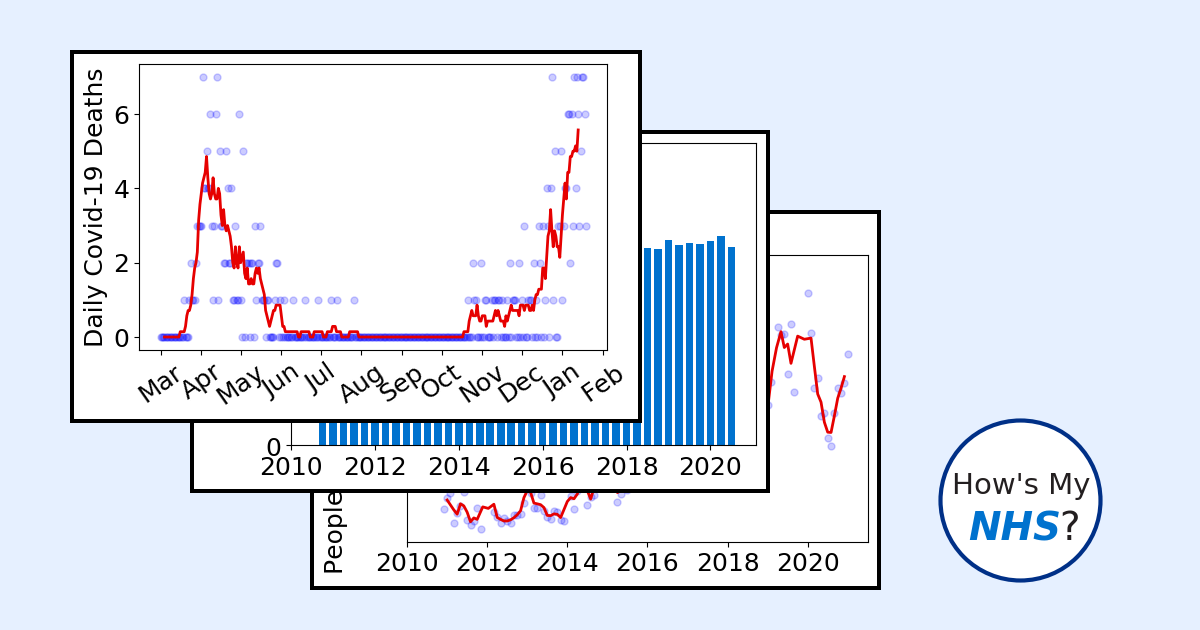 Daily Covid-19 Deaths
6
4
2
0
Mar Apr May Jun Jul Aug Sep Oct Nov Dec Jan Feb
0
2010 2012 2014 2016 2018 2020
People
2010 2012 2014 2016 2018 2020
How's My
NHS?